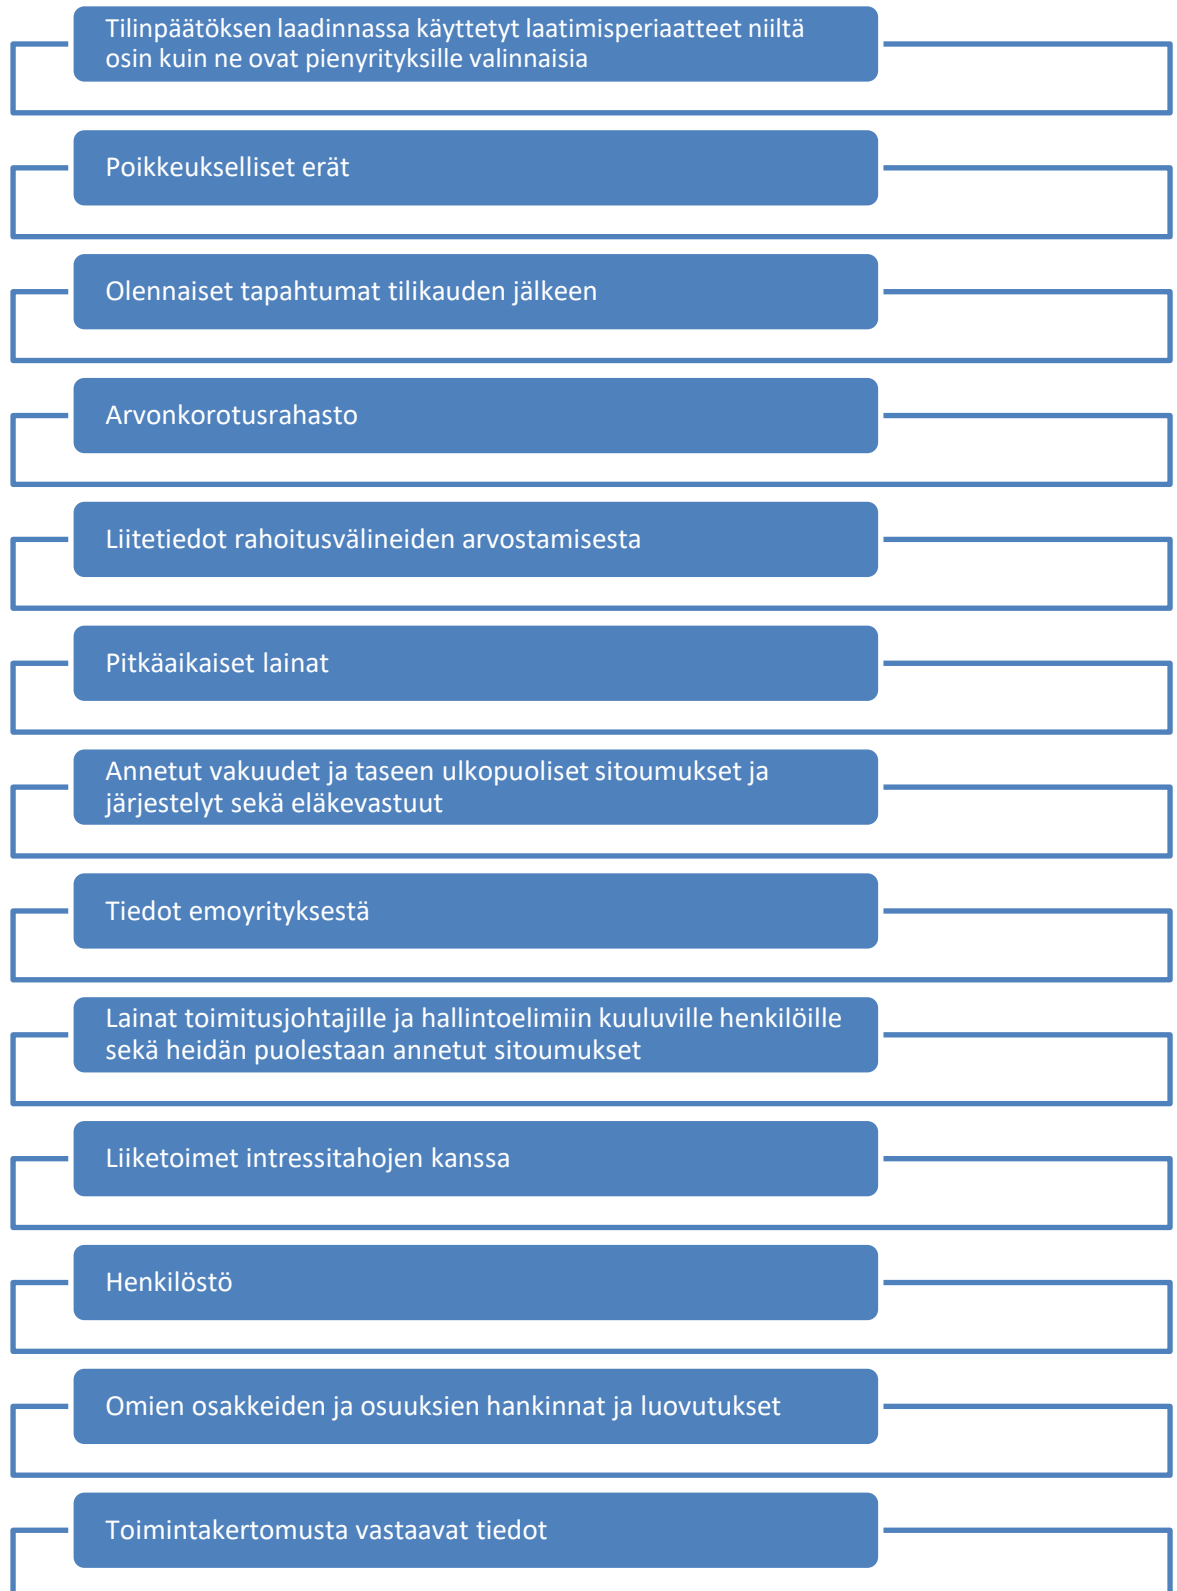 Tilinpäätöksen laadinnassa käyttetyt laatimisperiaatteet niiltä
osin kuin ne ovat pienyrityksille valinnaisia
Poikkeukselliset erät
Olennaiset tapahtumat tilikauden jälkeen
Arvonkorotusrahasto
Liitetiedot rahoitusvälineiden arvostamisesta
Pitkäaikaiset lainat
Annetut vakuudet ja taseen ulkopuoliset sitoumukset ja
järjestelyt sekä eläkevastuut
Tiedot emoyrityksestä
Lainat toimitusjohtajille ja hallintoelimiin kuuluville henkilöille
sekä heidän puolestaan annetut sitoumukset
Liiketoimet intressitahojen kanssa
Henkilöstö
Omien osakkeiden ja osuuksien hankinnat ja luovutukset
Toimintakertomusta vastaavat tiedot